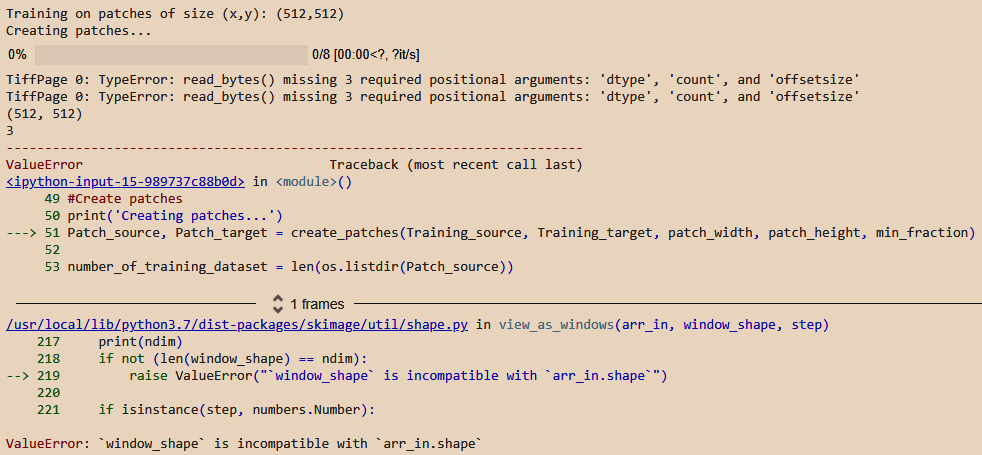 Training on patches of size (x,y): (512,512)
Creating patches...
0% 0/8 [00:00<?, ?it/s]
TiffPage 0: TypeError: read_bytes() missing 3 required positional arguments: 'dtype', 'count', and 'offsetsize'
TiffPage 0: TypeError: read_bytes() missing 3 required positional arguments: 'dtype', 'count', and 'offsetsize'
(512, 512)
3
---------------------------------------------------------------------------
ValueError                                Traceback (most recent call last)
<ipython-input-15-989737c88b0d> in <module>()
     49 #Create patches
     50 print('Creating patches...')
---> 51 Patch_source, Patch_target = create_patches(Training_source, Training_target, patch_width, patch_height, min_fraction)
     52
     53 number_of_training_dataset = len(os.listdir(Patch_source))
1 frames
/usr/local/lib/python3.7/dist-packages/skimage/util/shape.py in view_as_windows(arr_in, window_shape, step)
    217     print(ndim)
    218     if not (len(window_shape) == ndim):
--> 219         raise ValueError("`window_shape` is incompatible with `arr_in.shape`")
    220
    221     if isinstance(step, numbers.Number):
ValueError: `window_shape` is incompatible with `arr_in.shape`